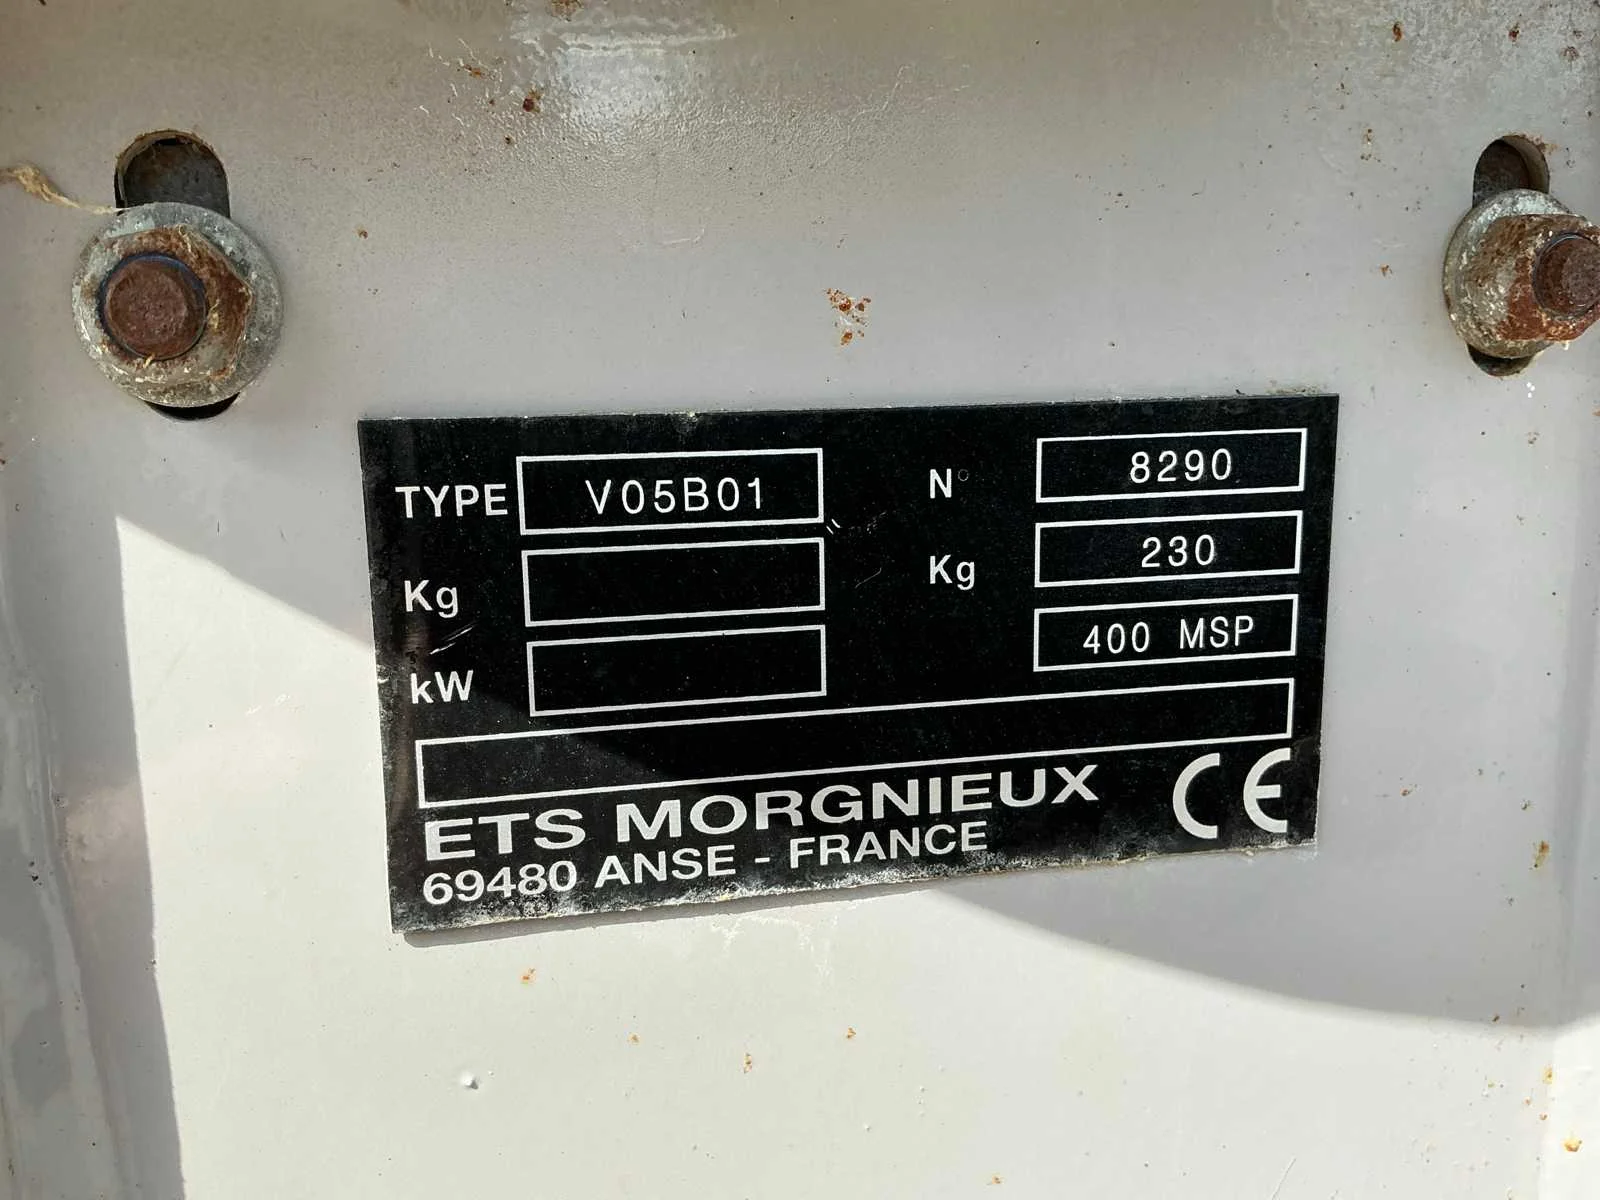 TYPE V05B01 N° 8290
Kg Kg 230
kW 400 MSP
ETS MORGNIEUX CE
69480 ANSE - FRANCE